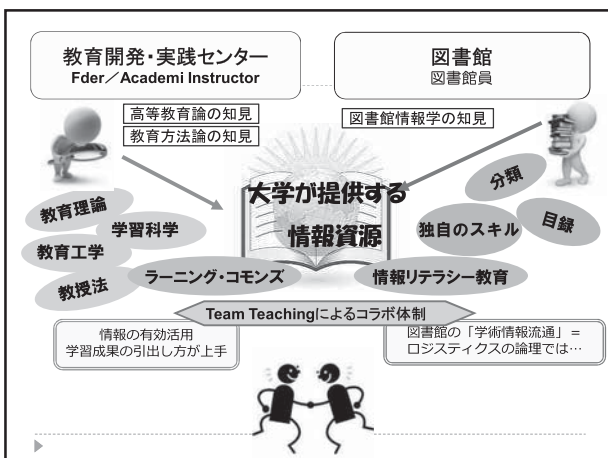 教育開発・実践センター
Fder／Academi Instructor
図書館
図書館員
高等教育論の知見
教育方法論の知見
図書館情報学の知見
大学が提供する
情報資源
教育理論
学習科学
教育工学
教授法
ラーニング・コモンズ
分類
目録
独自のスキル
情報リテラシー教育
Team Teachingによるコラボ体制
情報の有効活用
学習成果の引出し方が上手
図書館の「学術情報流通」＝
ロジスティクスの論理では…